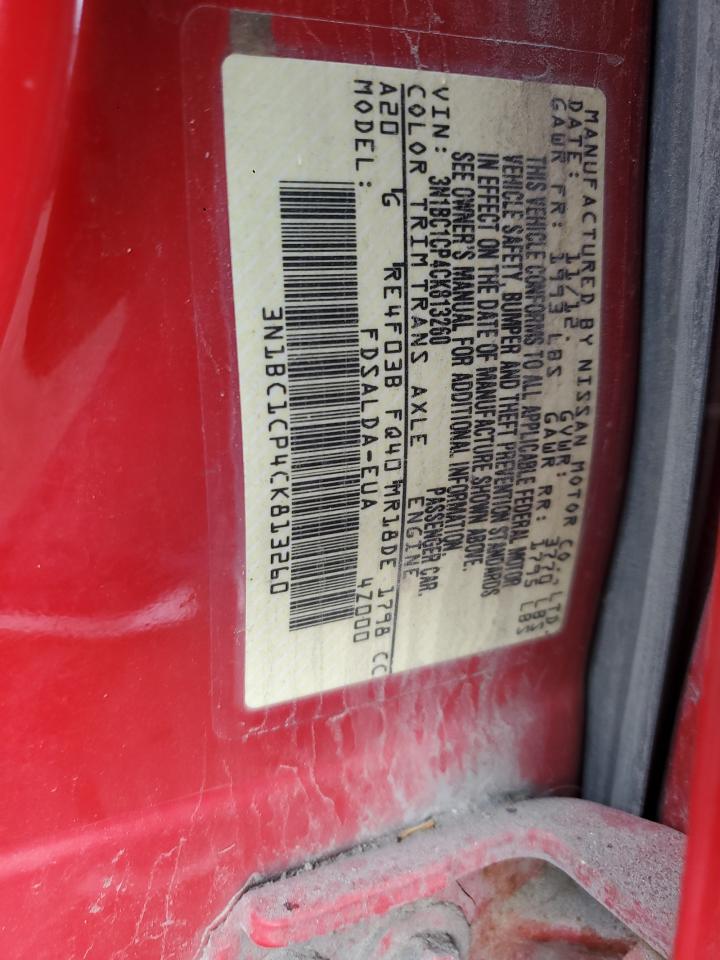 MANUFACTURED BY NISSAN MOTOR CO., LTD.
DATE: 11/12. GVWR: 3740 LBS
GAWR FR: 1993 LBS GAWR RR: 1795 LBS
THIS VEHICLE CONFORMS TO ALL APPLICABLE FEDERAL MOTOR
VEHICLE SAFETY, BUMPER AND THEFT PREVENTION STANDARDS
IN EFFECT ON THE DATE OF MANUFACTURE SHOWN ABOVE.
SEE OWNER'S MANUAL FOR ADDITIONAL INFORMATION.
VIN: 3N1BC1CP4CK813260 PASSENGER CAR
COLOR TRIM TRANS AXLE ENGINE
A20 G RE4F03B FQ40 MR18DE 1798 CC
MODEL: FDSALDA-EUA 4Z000
3N1BC1CP4CK813260